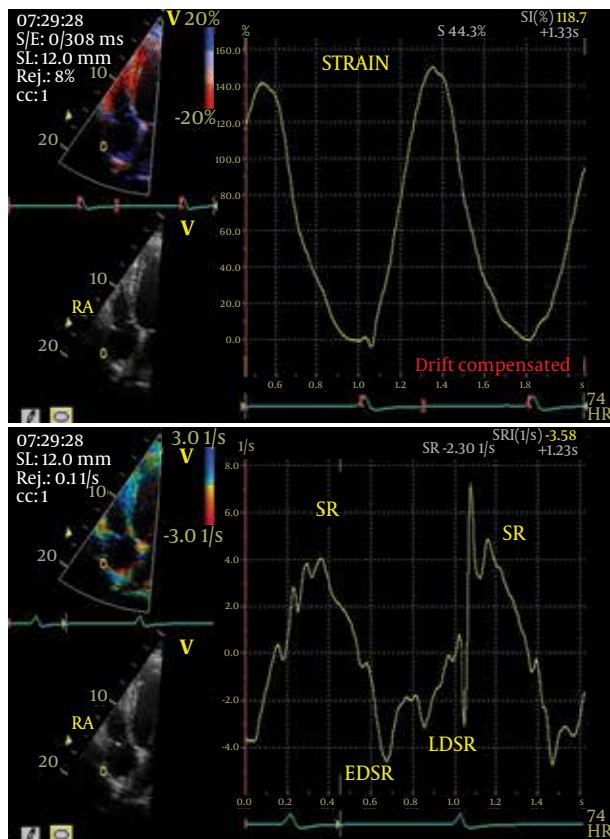 07:29:28
S/E: 0/308 ms
SL: 12.0 mm
Rej.: 8%
cc: 1
V 20%
-20%
10
20
V
10
RA
20
SI(%) 118.7
% S 44.3% +1.33s
STRAIN
160.0
140.0
120.0
100.0
80.0
60.0
40.0
20.0
0.0
Drift compensated
0.6 0.8 1.0 1.2 1.4 1.6 1.8 s
74
HR
07:29:28
SL: 12.0 mm
Rej.: 0.11/s
cc: 1
3.0 1/s
V
-3.0 1/s
10
20
V
10
RA
20
SRI(1/s) -3.58
1/s SR -2.30 1/s +1.23s
8.0
6.0
4.0
2.0
0.0
-2.0
-4.0
SR
SR
EDSR
LDSR
0.0 0.2 0.4 0.6 0.8 1.0 1.2 1.4 s
74
HR